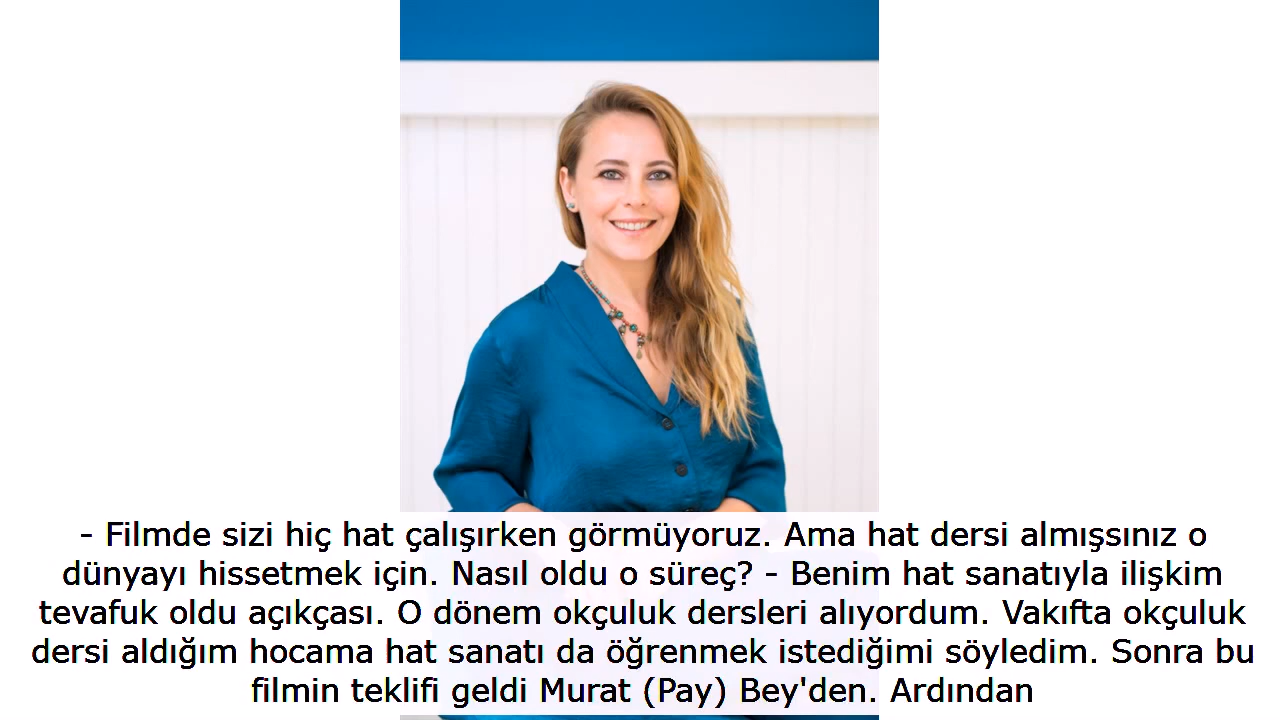 - Filmde sizi hiç hat çalışırken görmüyoruz. Ama hat dersi almışsınız o
dünyayı hissetmek için. Nasıl oldu o süreç? - Benim hat sanatıyla ilişkim
tevafuk oldu açıkçası. O dönem okçuluk dersleri alıyordum. Vakıfta okçuluk
dersi aldığım hocama hat sanatı da öğrenmek istediğimi söyledim. Sonra bu
filmin teklifi geldi Murat (Pay) Bey'den. Ardından